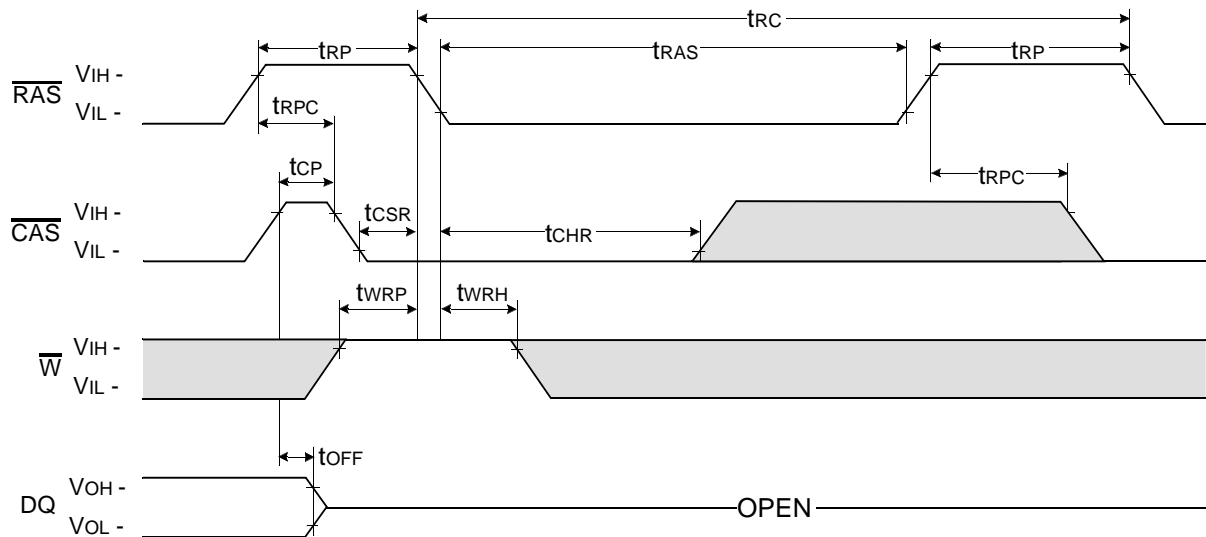 tRC
tRP tRAS tRP
RAS VIH -
VIL -
tRPC
tCP tRPC
CAS VIH -
VIL -
tCSR tCHR
tWRP tWRH
W VIH -
VIL -
tOFF
DQ VOH -
VOL -
OPEN